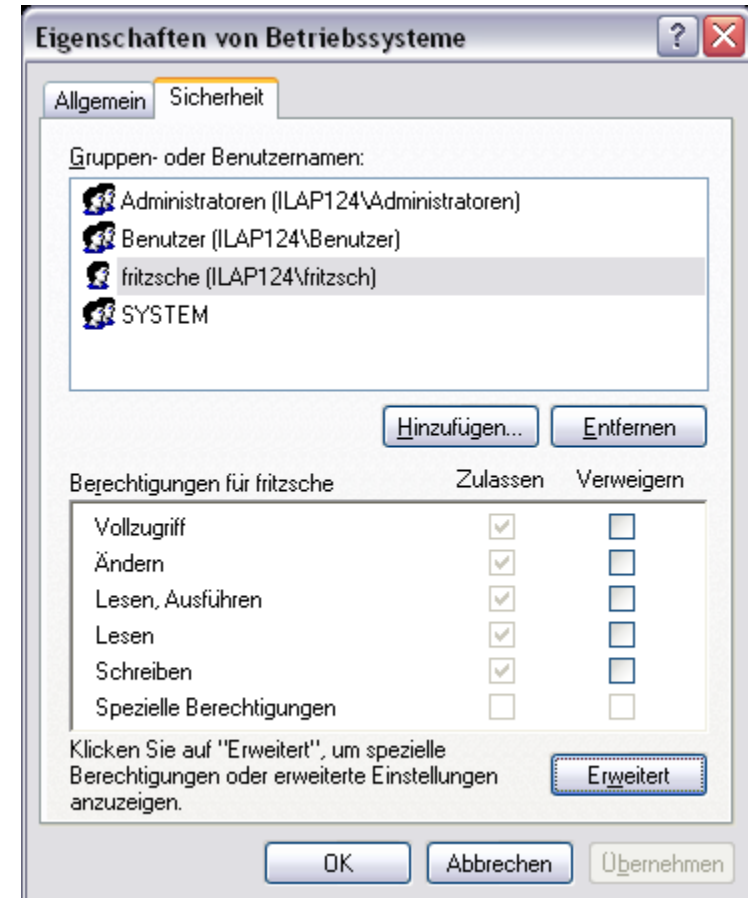 Eigenschaften von Betriebssysteme
?
Allgemein Sicherheit
Gruppen- oder Benutzernamen:
Administratoren (ILAP124\Administratoren)
Benutzer (ILAP124\Benutzer)
fritzsche (ILAP124\fritzsch)
SYSTEM
Hinzufügen... Entfernen
Berechtigungen für fritzsche Zulassen Verweigern
Vollzugriff
Ändern
Lesen, Ausführen
Lesen
Schreiben
Spezielle Berechtigungen
Klicken Sie auf "Erweitert", um spezielle
Berechtigungen oder erweiterte Einstellungen
anzuzeigen.
Erweitert
OK Abbrechen Übernehmen